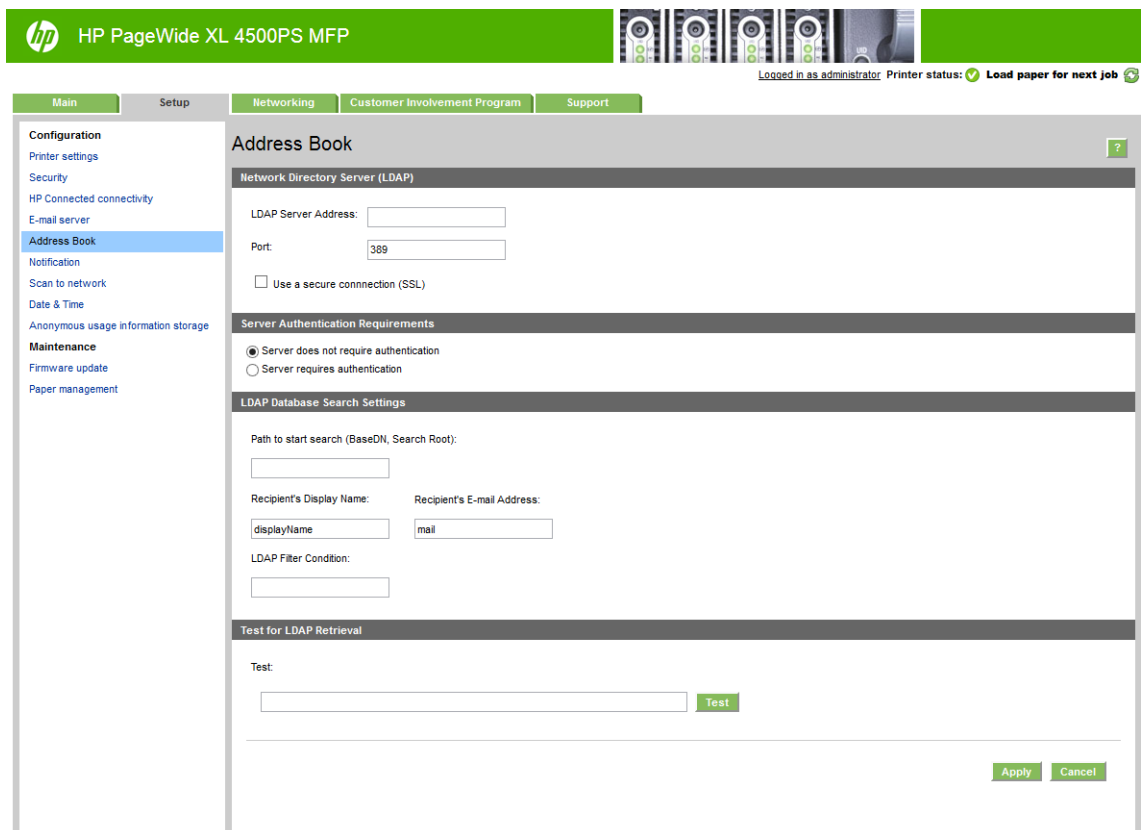 hp HP PageWide XL 4500PS MFP
UID
Logged in as administrator Printer status: Load paper for next job
Main Setup Networking Customer Involvement Program Support
Configuration
Printer settings
Security
HP Connected connectivity
E-mail server
Address Book
Notification
Scan to network
Date & Time
Anonymous usage information storage
Maintenance
Firmware update
Paper management
Address Book ?
Network Directory Server (LDAP)
LDAP Server Address:
Port: 389
Use a secure connnection (SSL)
Server Authentication Requirements
Server does not require authentication
Server requires authentication
LDAP Database Search Settings
Path to start search (BaseDN, Search Root):
Recipient's Display Name: Recipient's E-mail Address:
displayName mail
LDAP Filter Condition:
Test for LDAP Retrieval
Test:
Test
Apply Cancel